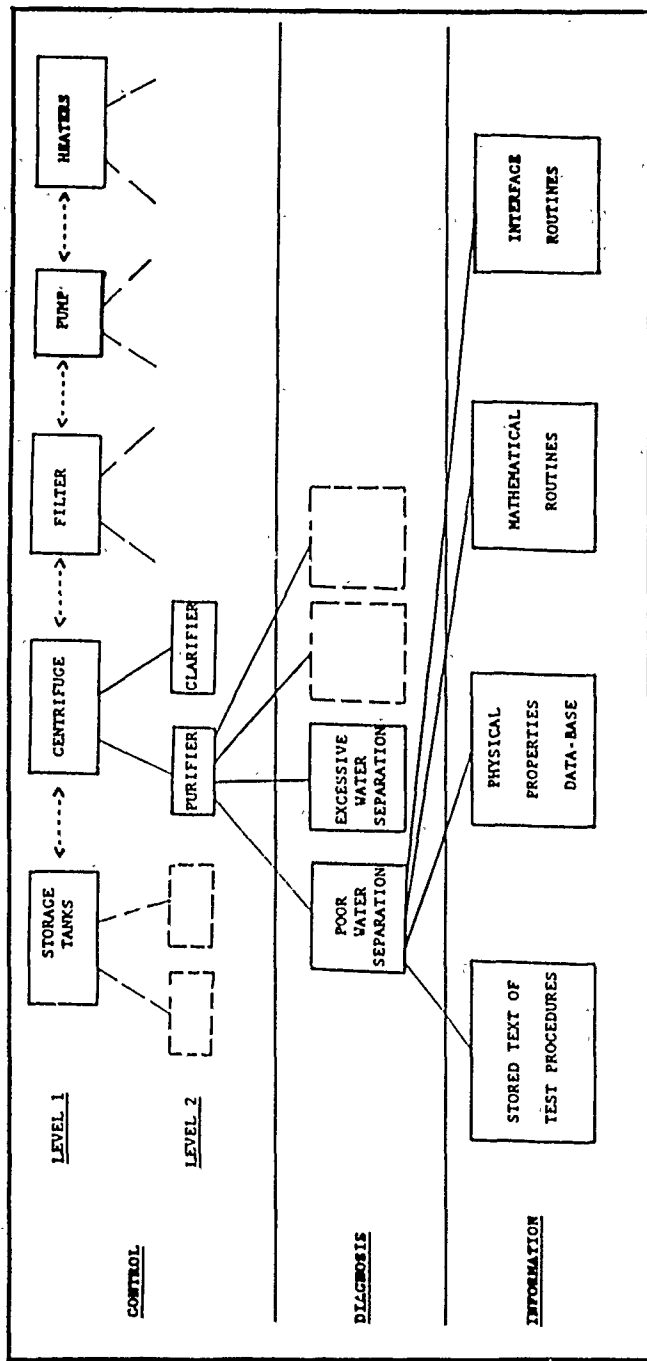 CONTROL
LEVEL 1
STORAGE
TANKS
<----->
CENTRIFUGE
<----->
FILTER
<----->
PUMP
<----->
HEATERS
LEVEL 2
PURIFIER
CLARIFIER
DIAGNOSIS
POOR
WATER
SEPARATION
EXCESSIVE
WATER
SEPARATION
INFORMATION
STORED TEXT OF
TEST PROCEDURES
PHYSICAL
PROPERTIES
DATA-BASE
MATHEMATICAL
ROUTINES
INTERFACE
ROUTINES